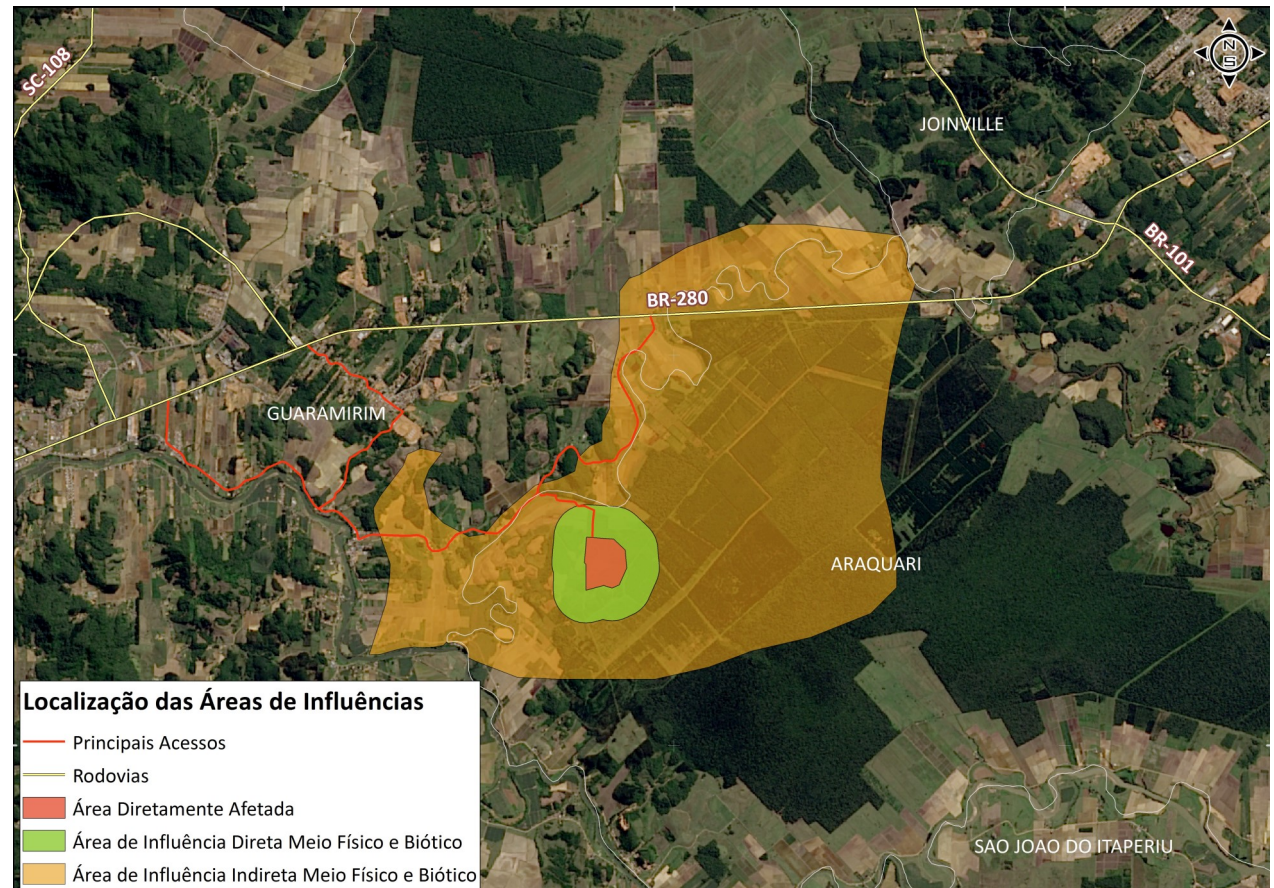 SC-108
N
S
JOINVILLE
BR-101
BR-280
GUARAMIRIM
ARAQUARI
Localização das Áreas de Influências
Principais Acessos
Rodovias
Área Diretamente Afetada
Área de Influência Direta Meio Físico e Biótico
Área de Influência Indireta Meio Físico e Biótico
SAO JOAO DO ITAPERIU